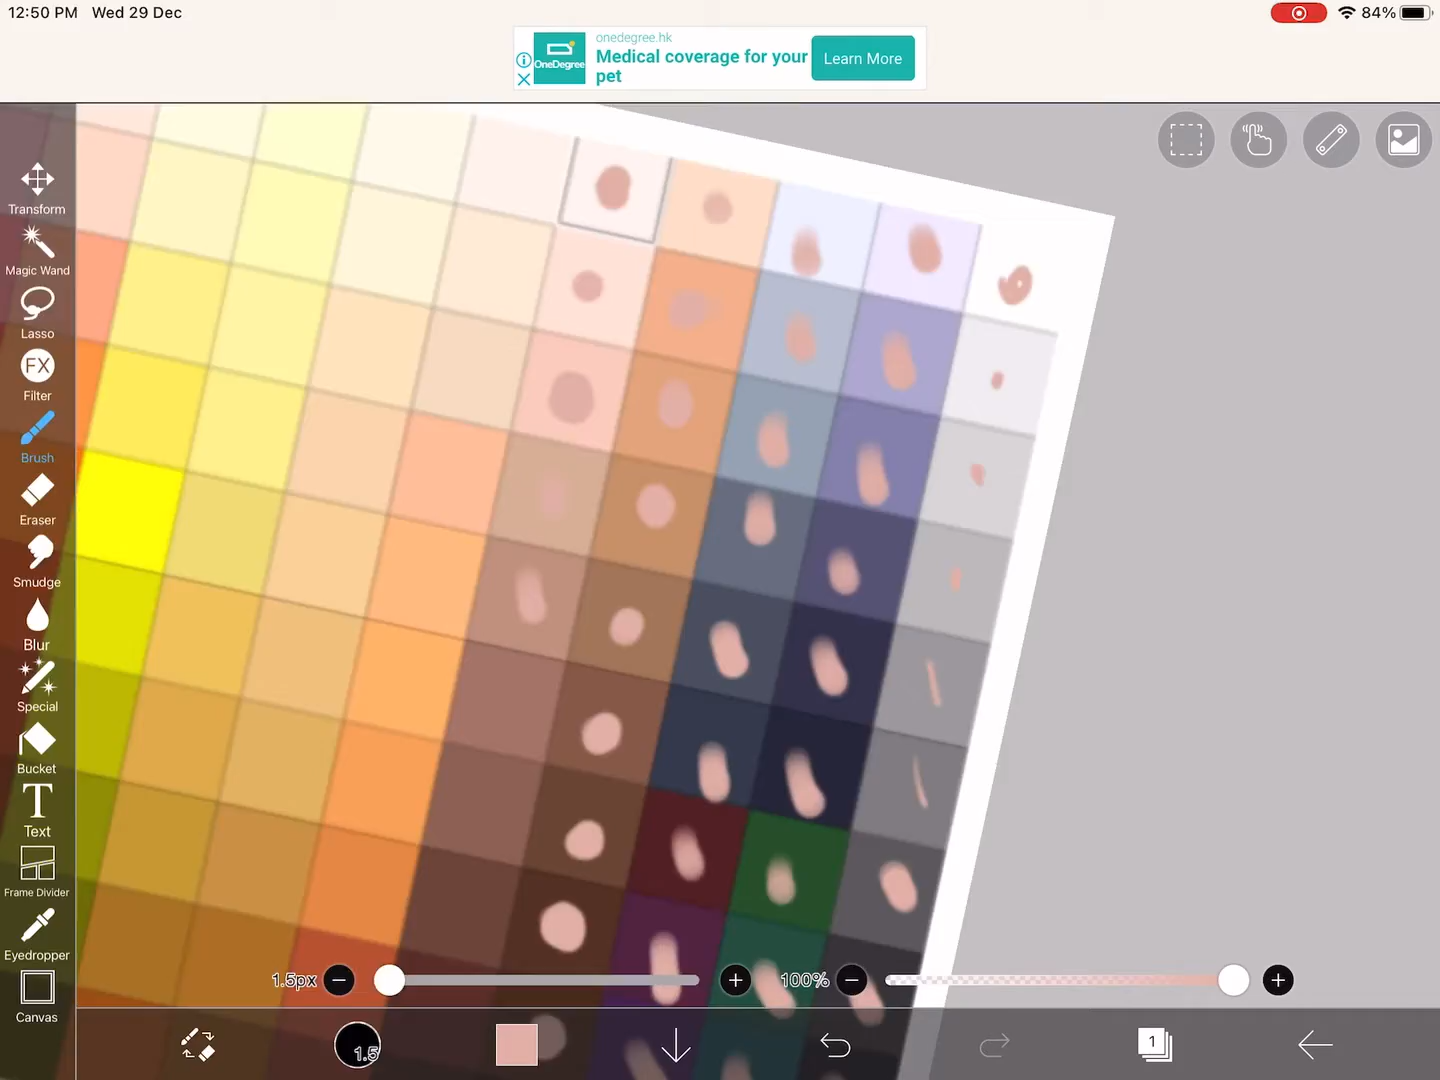 12:50 PM Wed 29 Dec
84%
onedegree.hk
Medical coverage for your
pet
OneDegree
Learn More
Transform
Magic Wand
Lasso
FX
Filter
Brush
Eraser
Smudge
Blur
Special
Bucket
T
Text
Frame Divider
Eyedropper
Canvas
1.5px
100%
1.5
1